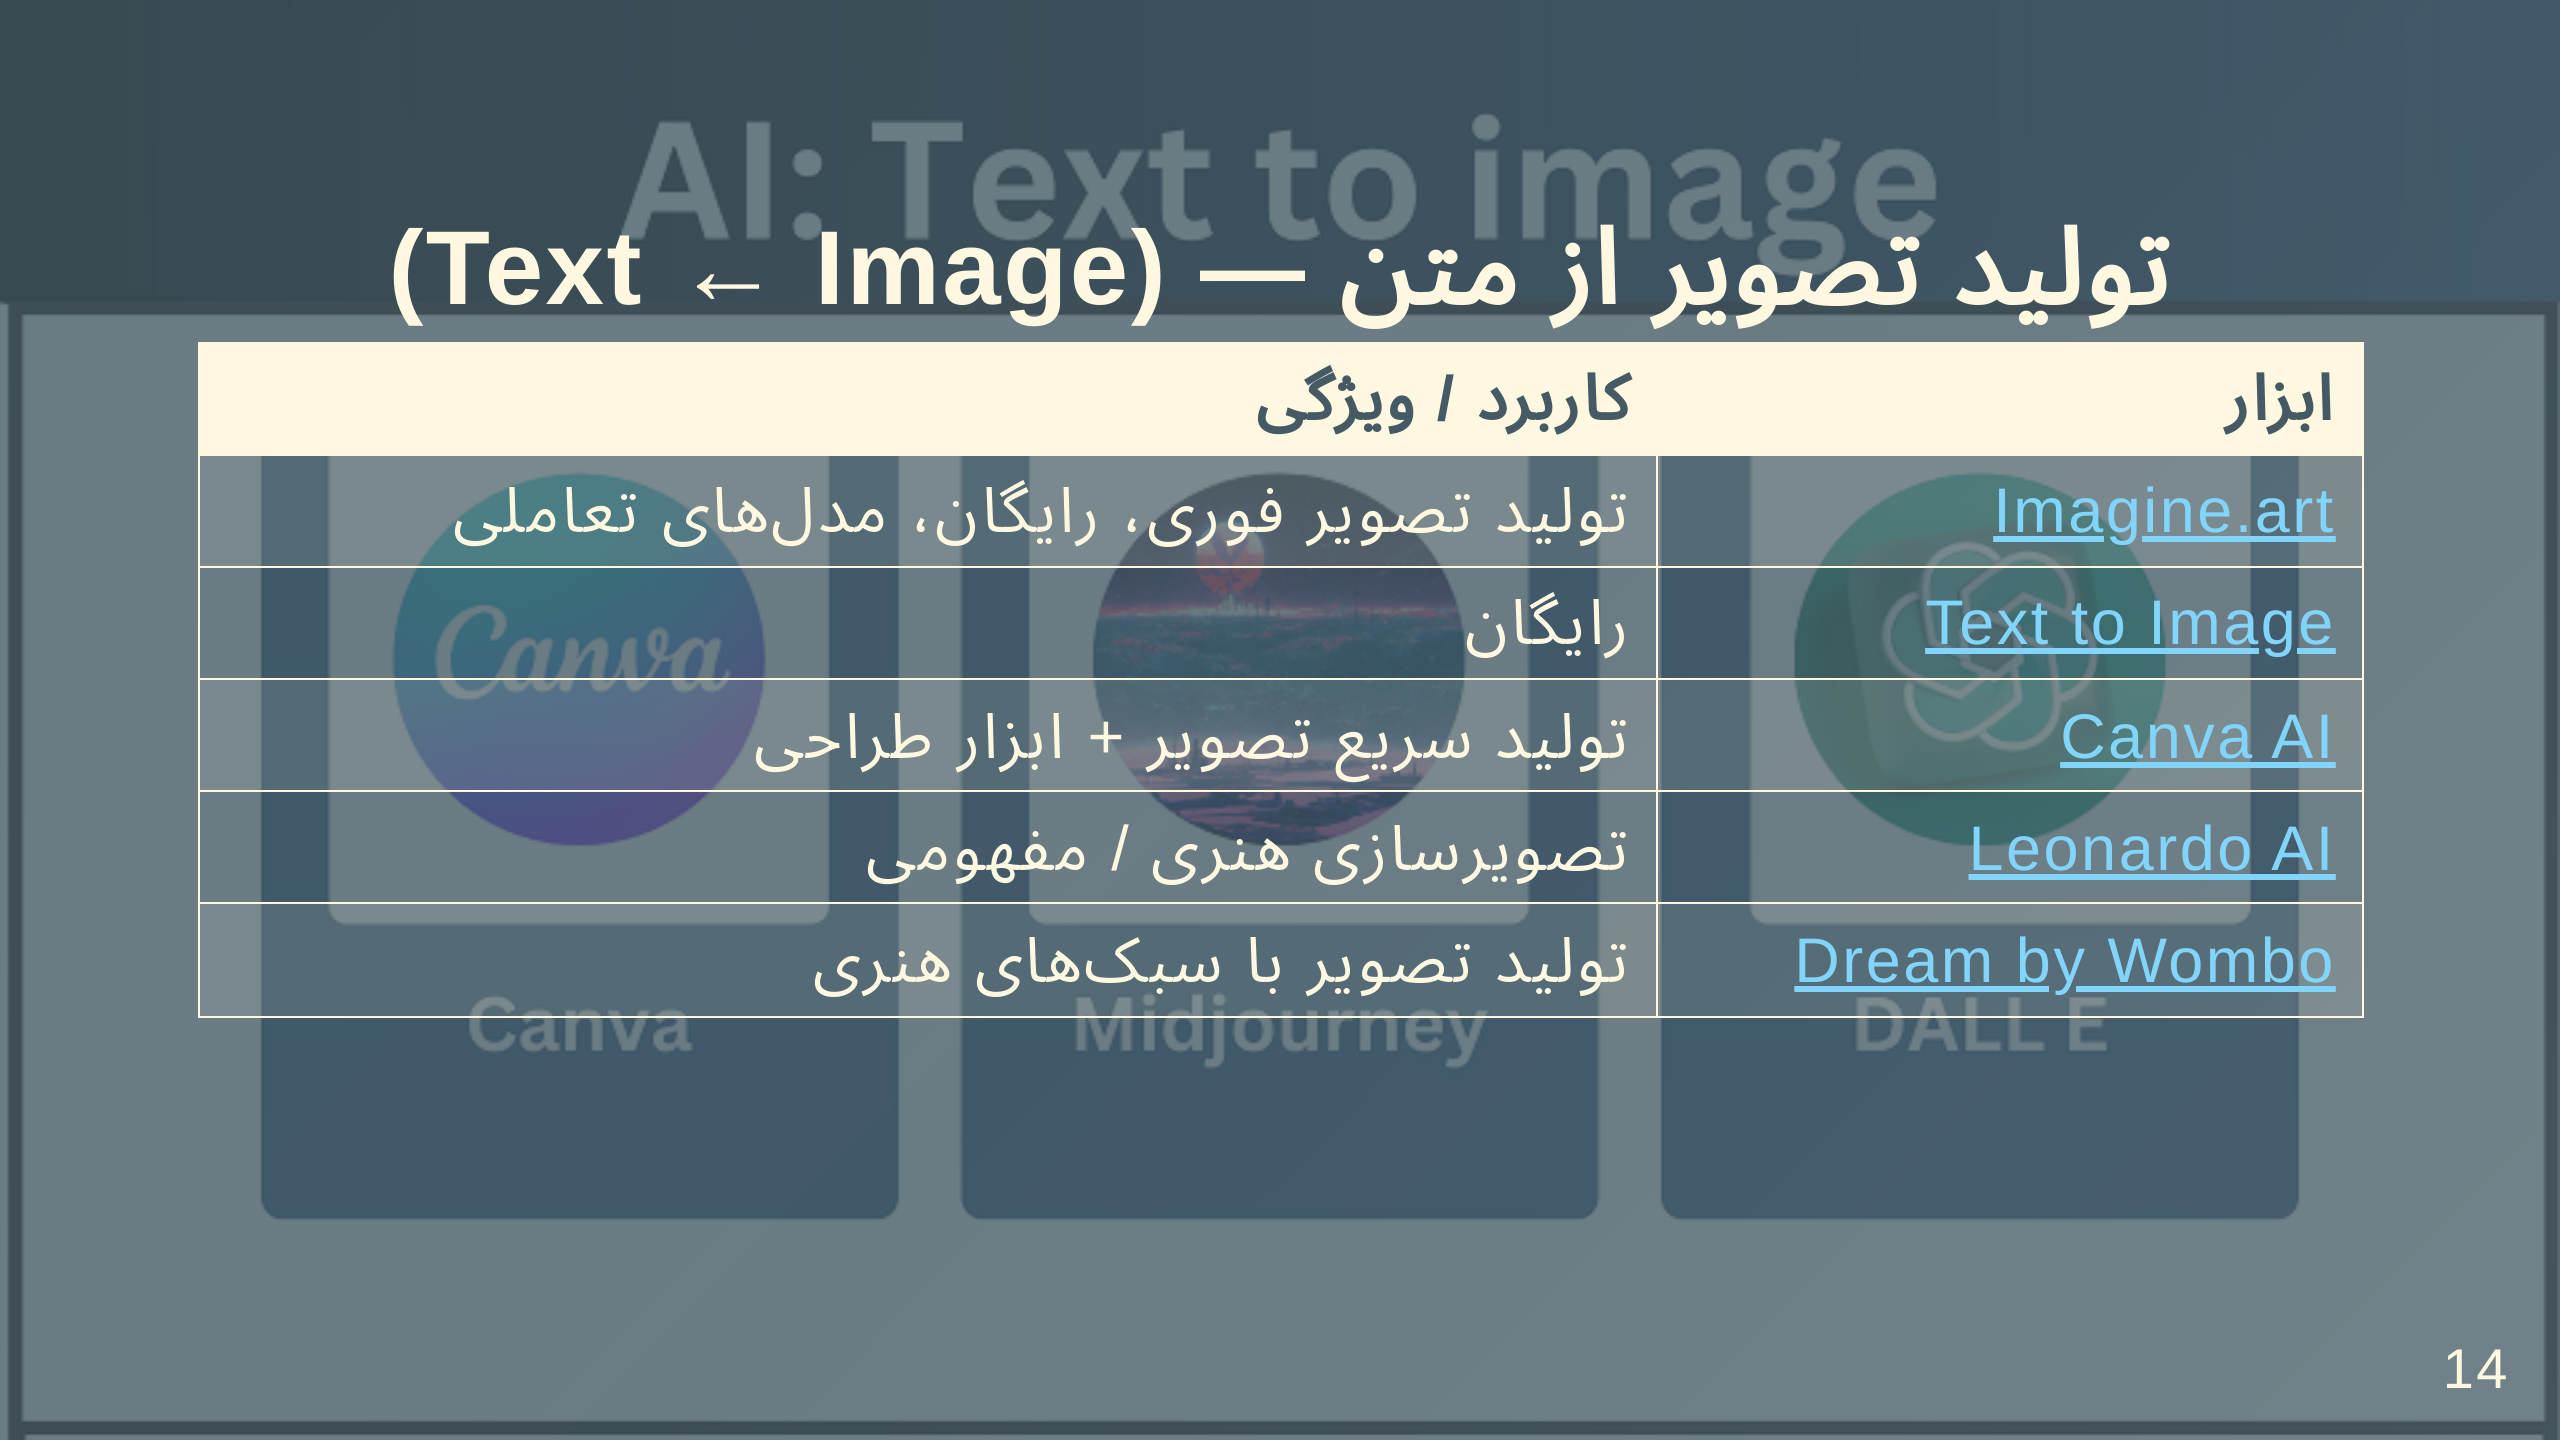 AI: Text to image
تولید تصویر از متن — (Text ← Image)
ابزار	کاربرد / ویژگی
Imagine.art	تولید تصویر فوری، رایگان، مدل‌های تعاملی
Text to Image	رایگان
Canva AI	تولید سریع تصویر + ابزار طراحی
Leonardo AI	تصویرسازی هنری / مفهومی
Dream by Wombo	تولید تصویر با سبک‌های هنری
Canva
Canva
Midjourney
DALL E
14